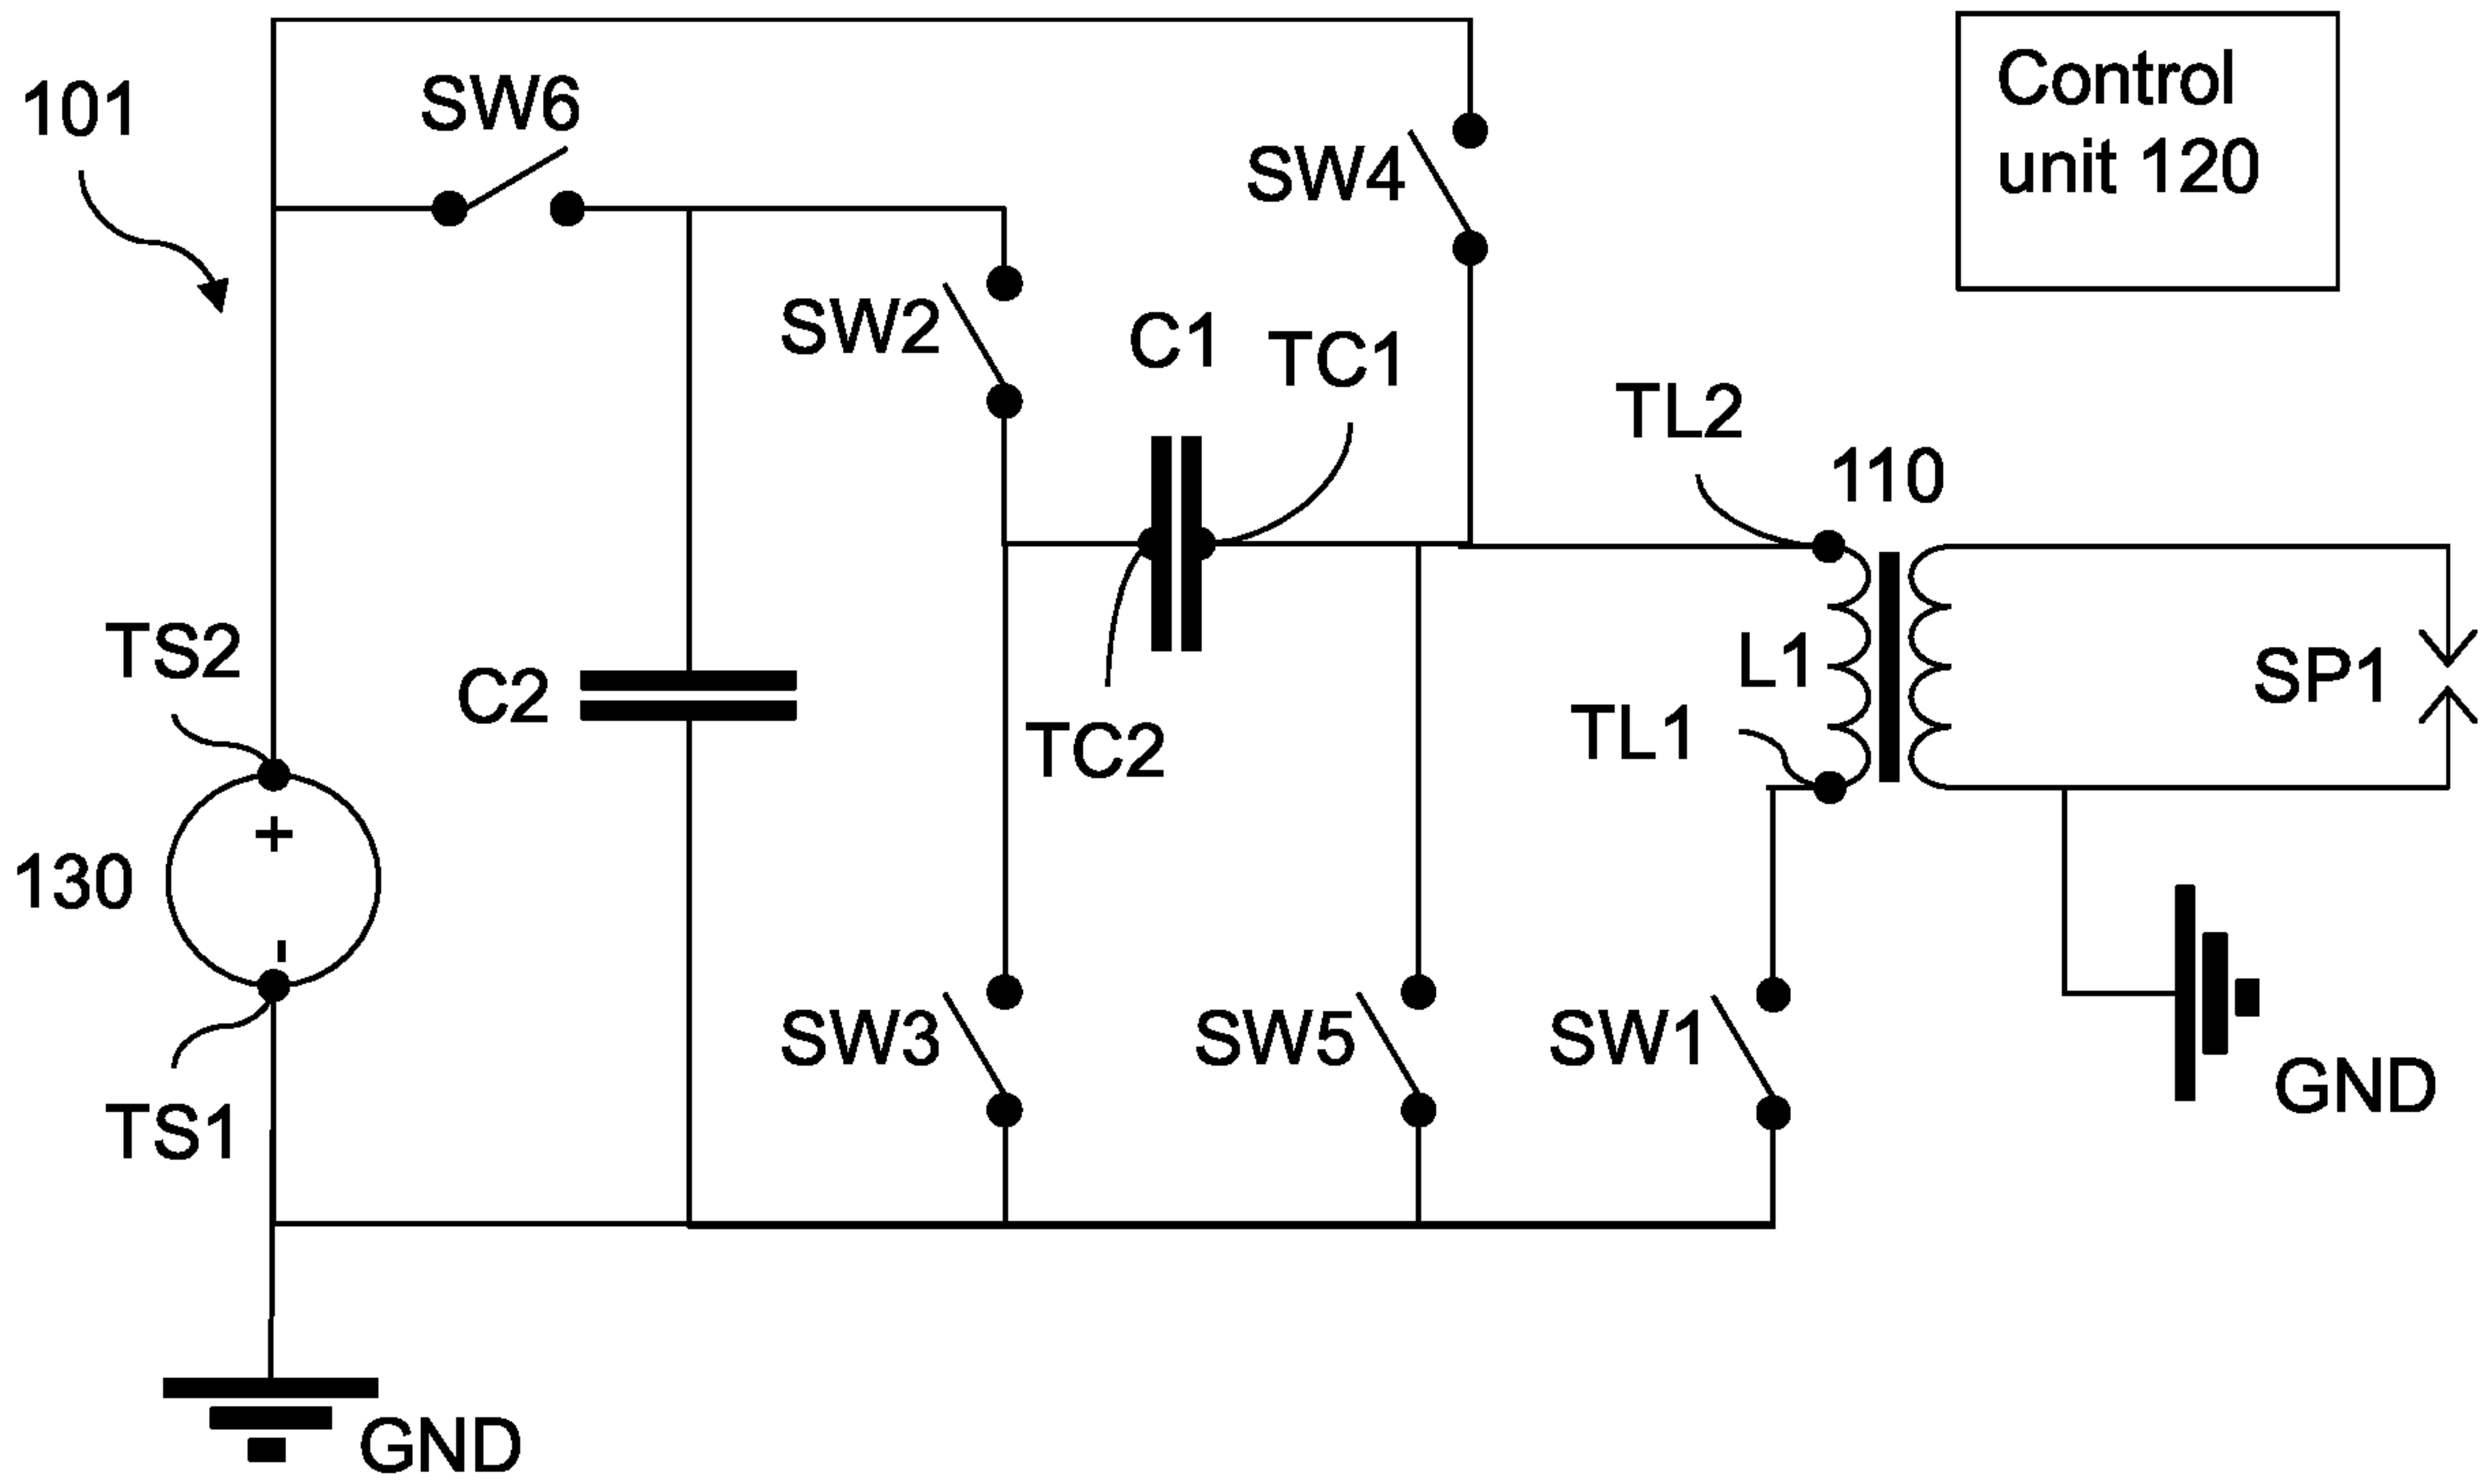 101
SW6
SW4
Control
unit 120
SW2
C1
TC1
TL2
110
TS2
C2
TC2
L1
TL1
SP1
+
130
-
TS1
SW3
SW5
SW1
GND
GND